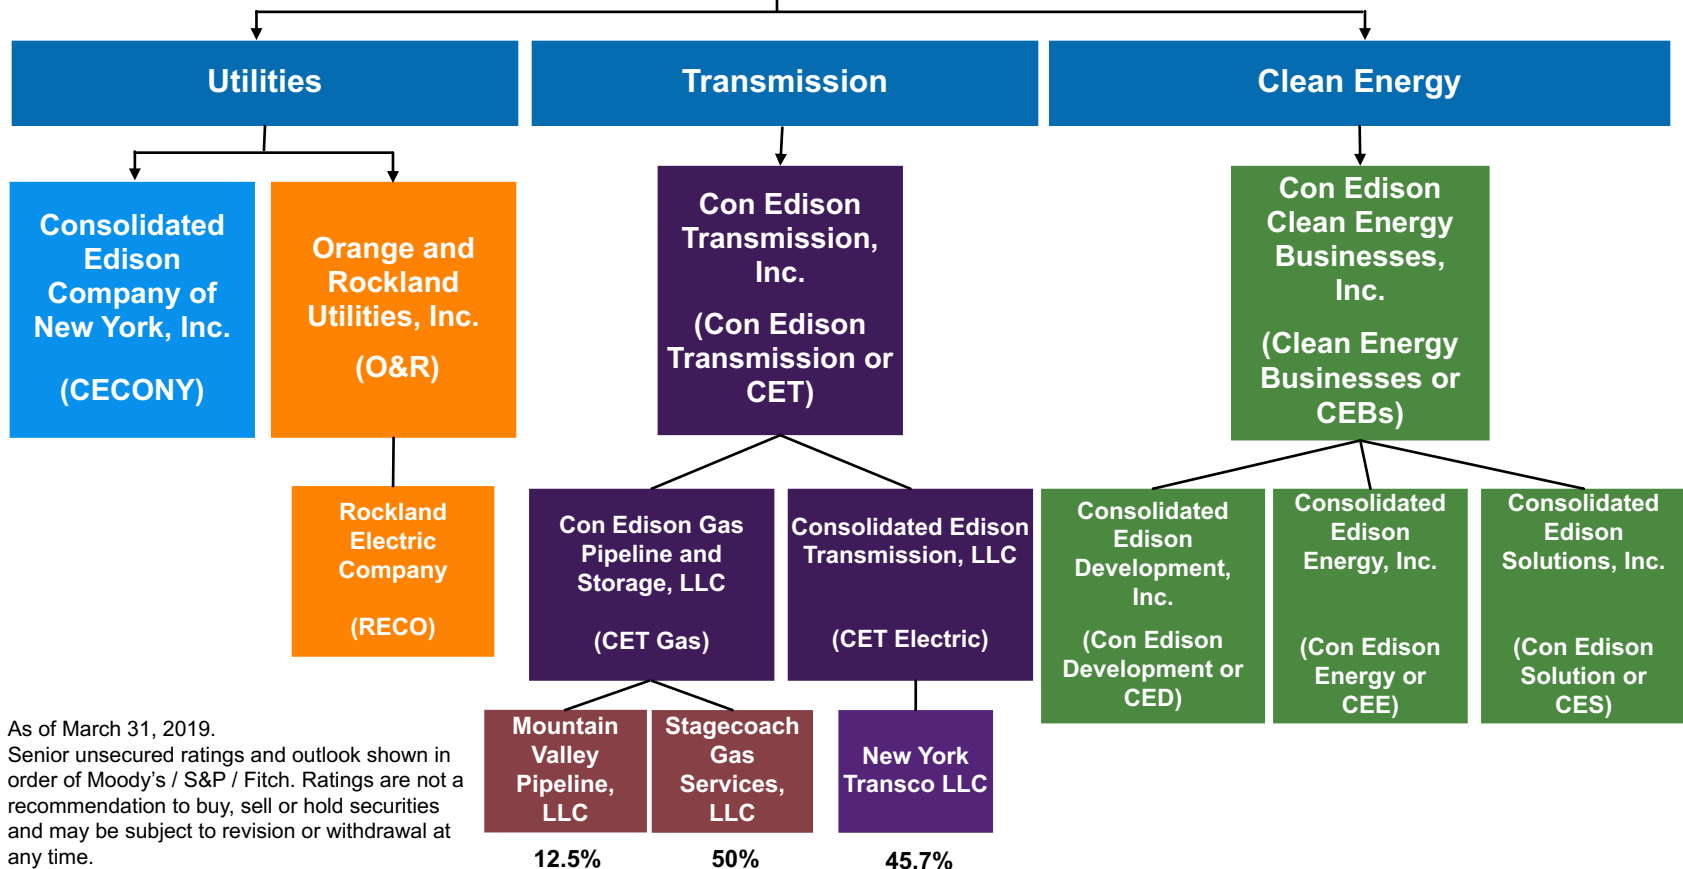 Utilities
Transmission
Clean Energy
Consolidated
Edison
Company of
New York, Inc.
(CECONY)
Orange and
Rockland
Utilities, Inc.
(O&R)
Con Edison
Transmission,
Inc.
(Con Edison
Transmission or
CET)
Con Edison
Clean Energy
Businesses,
Inc.
(Clean Energy
Businesses or
CEBs)
Rockland
Electric
Company
(RECO)
Con Edison Gas
Pipeline and
Storage, LLC
(CET Gas)
Consolidated Edison
Transmission, LLC
(CET Electric)
Consolidated
Edison
Development,
Inc.
(Con Edison
Development or
CED)
Consolidated
Edison
Energy, Inc.
(Con Edison
Energy or
CEE)
Consolidated
Edison
Solutions, Inc.
(Con Edison
Solution or
CES)
Mountain
Valley
Pipeline,
LLC
12.5%
Stagecoach
Gas
Services,
LLC
50%
New York
Transco LLC
45.7%
As of March 31, 2019.
Senior unsecured ratings and outlook shown in
order of Moody’s / S&P / Fitch. Ratings are not a
recommendation to buy, sell or hold securities
and may be subject to revision or withdrawal at
any time.